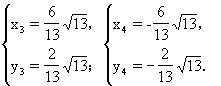 { x₃ = 6/13 √13, { x₄ = -6/13 √13,
{ y₃ = 2/13 √13; { y₄ = −2/13 √13.